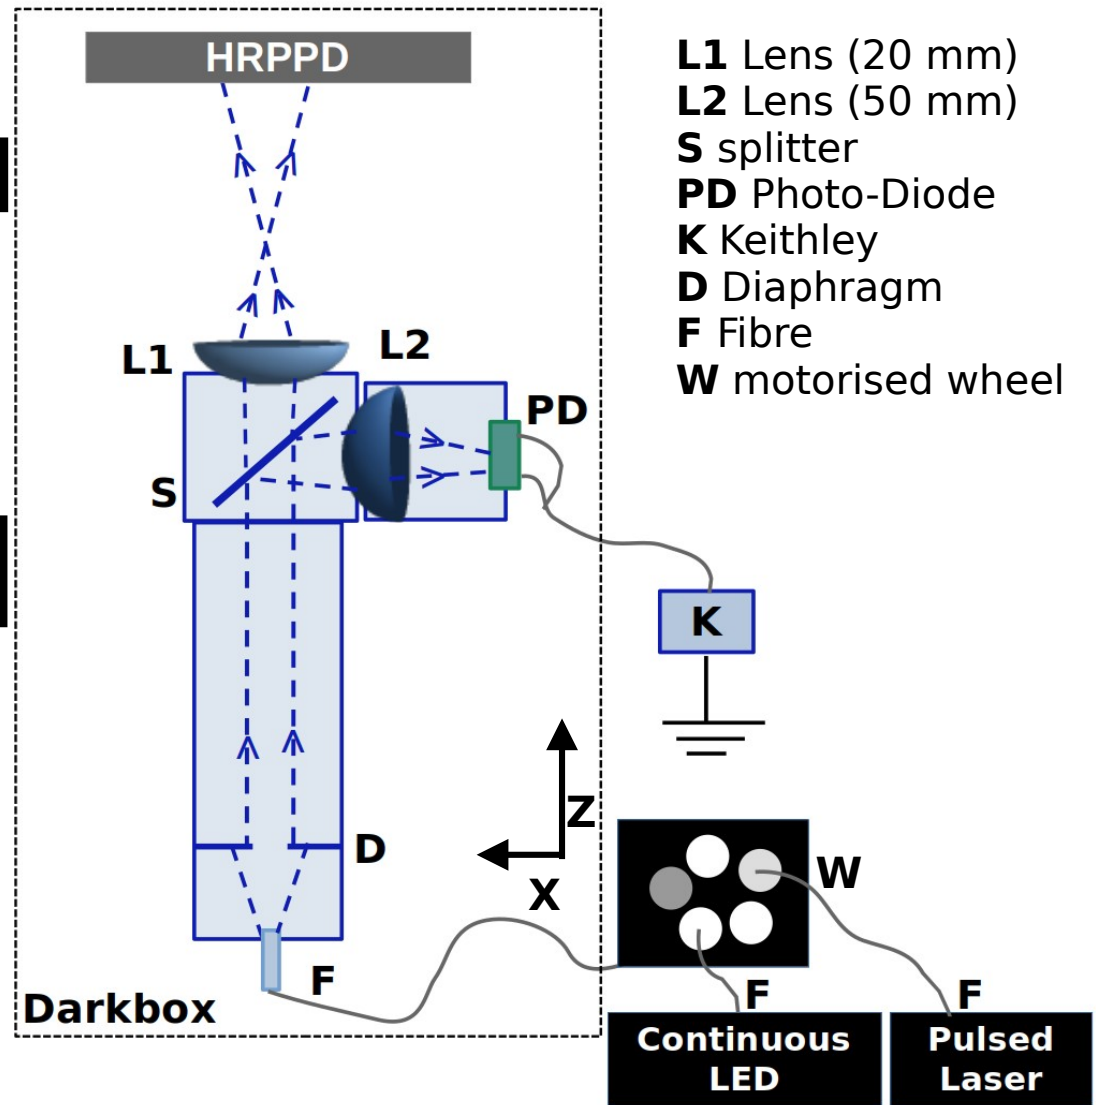 HRPPD
L1 Lens (20 mm)
L2 Lens (50 mm)
S splitter
PD Photo-Diode
K Keithley
D Diaphragm
F Fibre
W motorised wheel
L1
L2
PD
S
K
D
Z
X
W
F
Darkbox
F
F
Continuous
LED
Pulsed
Laser